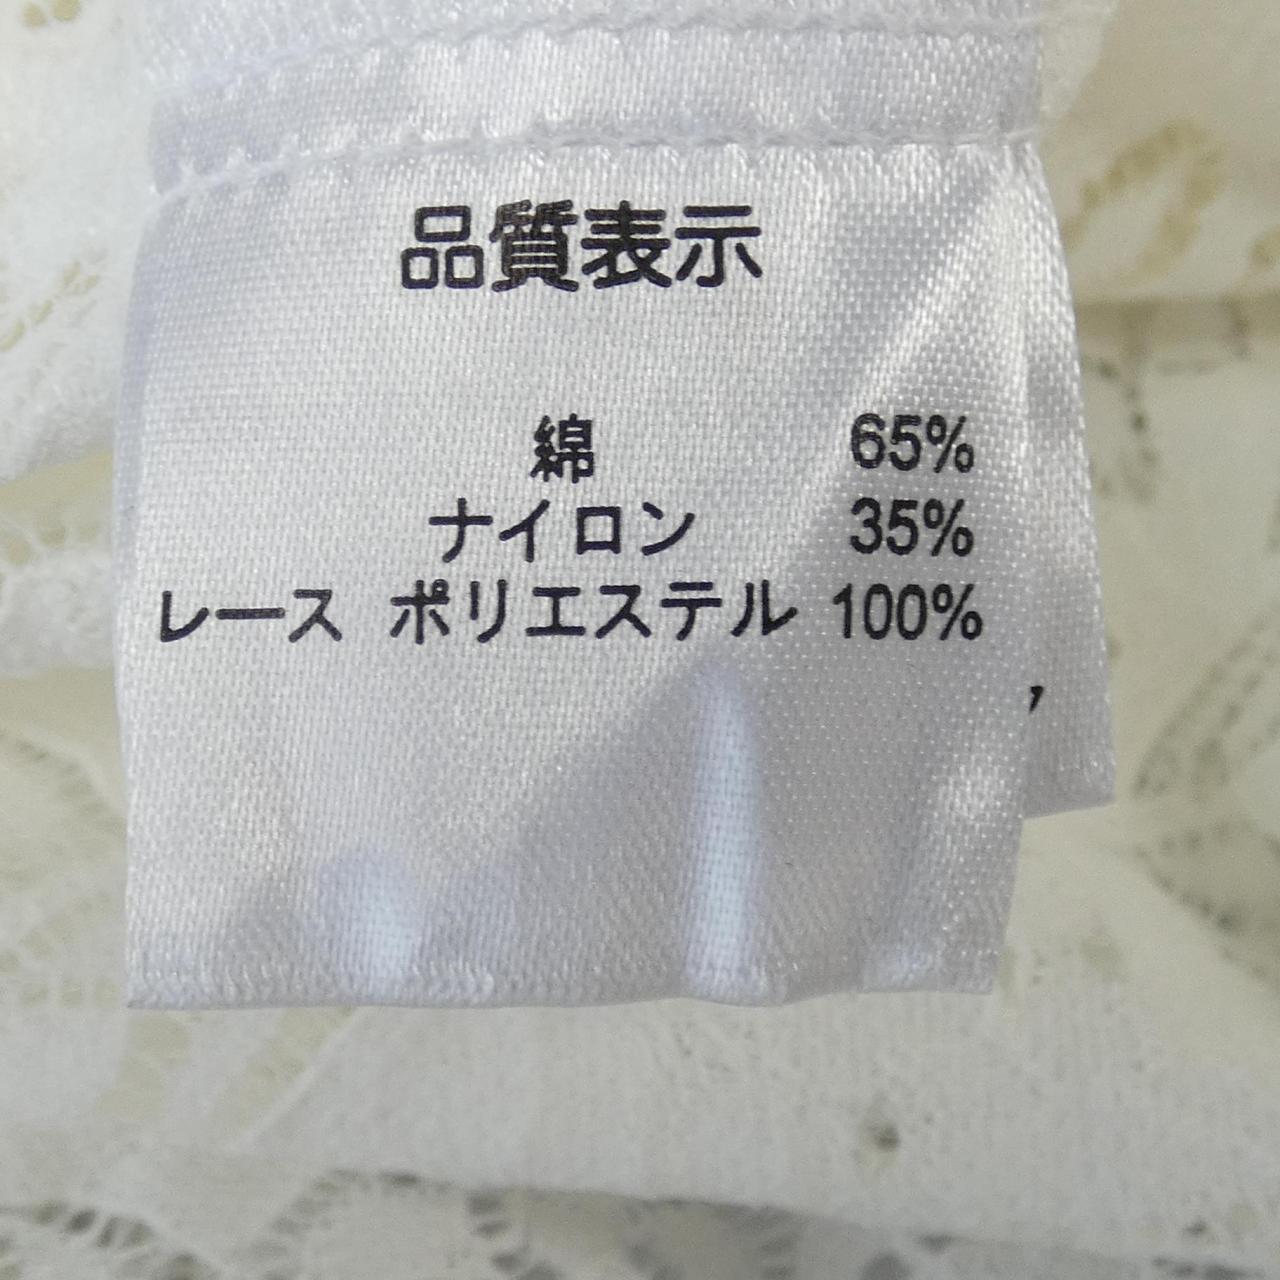 品質表示
綿 65%
ナイロン 35%
レース ポリエステル 100%